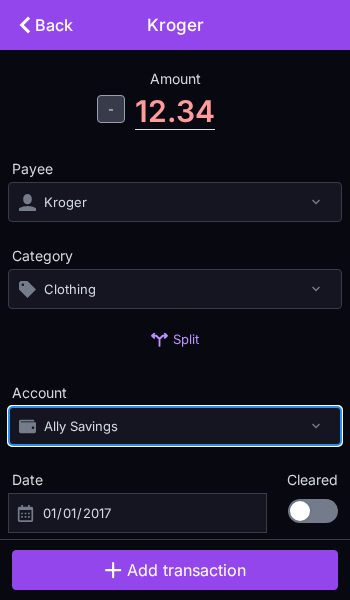 Back
Kroger
Amount
-
12.34
Payee
Kroger
Category
Clothing
Split
Account
Ally Savings
Date
Cleared
01/01/2017
Add transaction